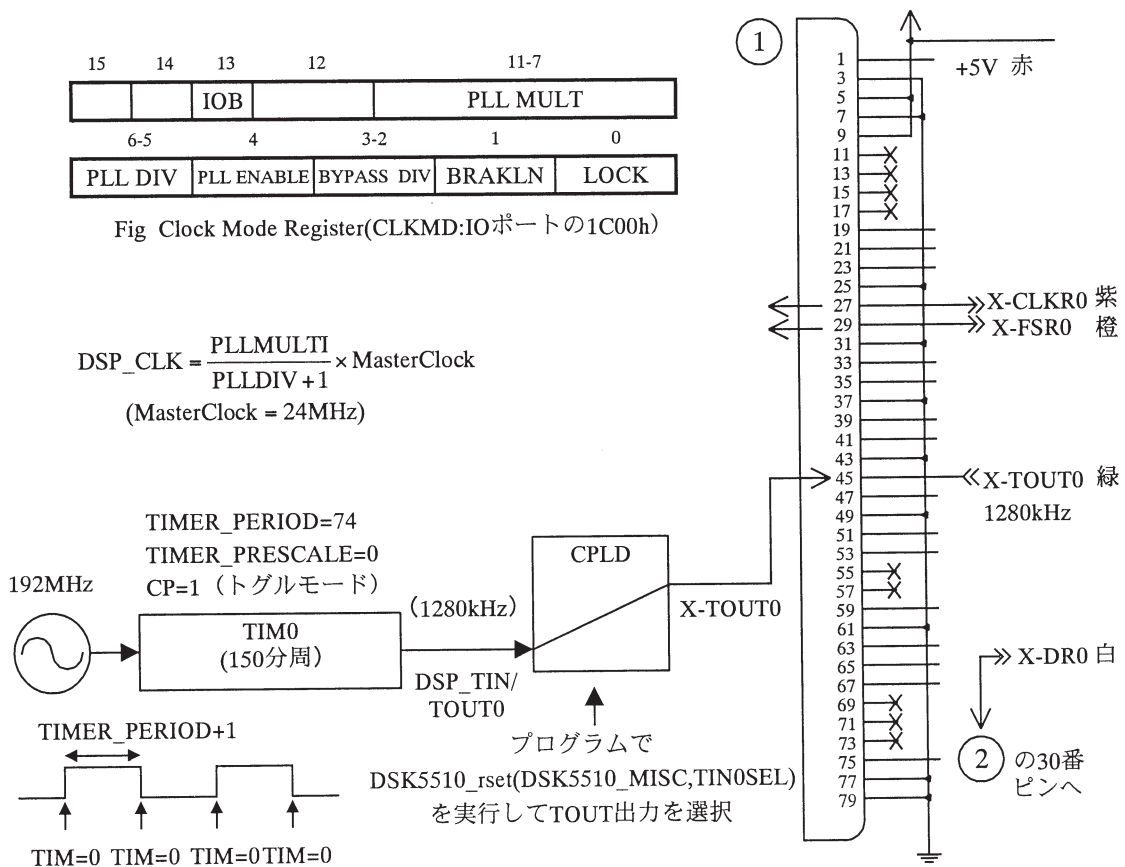 15 14 13 12 11-7
IOB PLL MULT
6-5 4 3-2 1 0
PLL DIV PLL ENABLE BYPASS DIV BRAKLN LOCK
Fig Clock Mode Register(CLKMD:IOポートの1C00h)
DSP_CLK = PLLMULTI / PLLDIV + 1 × MasterClock
(MasterClock = 24MHz)
TIMER_PERIOD=74
TIMER_PRESCALE=0
CP=1（トグルモード）
192MHz
TIM0
(150分周)
(1280kHz)
DSP_TIN/
TOUT0
CPLD
X-TOUT0
プログラムで
DSK5510_rset(DSK5510_MISC,TIN0SEL)
を実行してTOUT出力を選択
TIMER_PERIOD+1
TIM=0 TIM=0 TIM=0 TIM=0
1
1
3
5
7
9
11
13
15
17
19
21
23
25
27
29
31
33
35
37
39
41
43
45
47
49
51
53
55
57
59
61
63
65
67
69
71
73
75
77
79
+5V 赤
X-CLKR0 紫
X-FSR0 橙
X-TOUT0 緑
1280kHz
X-DR0 白
2 の30番
ピンへ